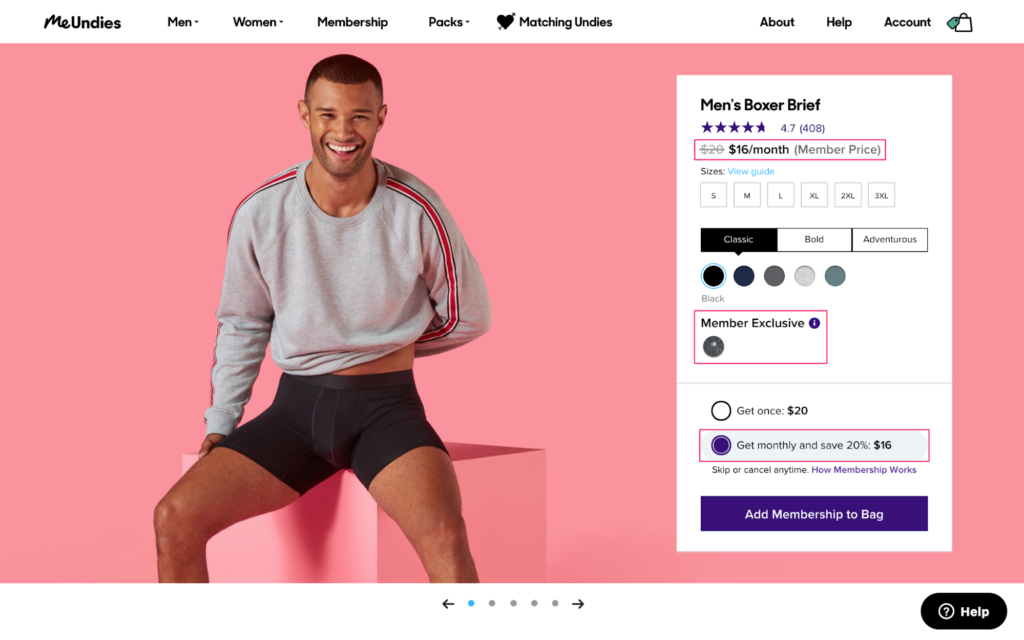 MeUndies
Men
Women
Membership
Packs
Matching Undies
About
Help
Account
Men's Boxer Brief
4.7 (408)
$20 $16/month (Member Price)
Sizes: View guide
S
M
L
XL
2XL
3XL
Classic
Bold
Adventurous
Black
Member Exclusive i
Get once: $20
Get monthly and save 20%: $16
Skip or cancel anytime. How Membership Works
Add Membership to Bag
? Help